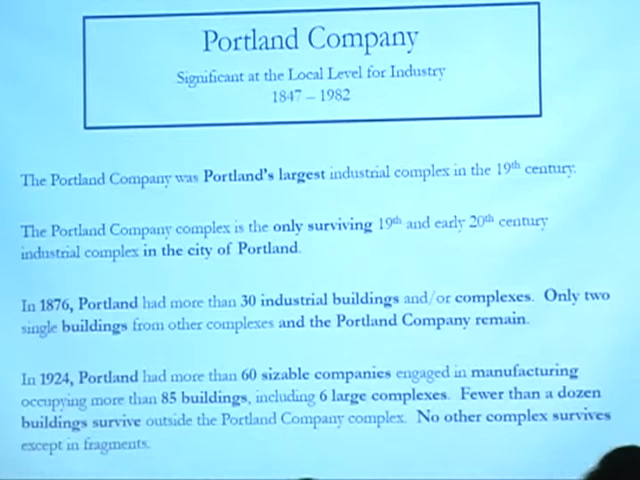 Portland Company
Significant at the Local Level for Industry
1847 – 1982
The Portland Company was Portland's largest industrial complex in the 19th century.
The Portland Company complex is the only surviving 19th and early 20th century
industrial complex in the city of Portland.
In 1876, Portland had more than 30 industrial buildings and/or complexes. Only two
single buildings from other complexes and the Portland Company remain.
In 1924, Portland had more than 60 sizable companies engaged in manufacturing
occupying more than 85 buildings, including 6 large complexes. Fewer than a dozen
buildings survive outside the Portland Company complex. No other complex survives
except in fragments.